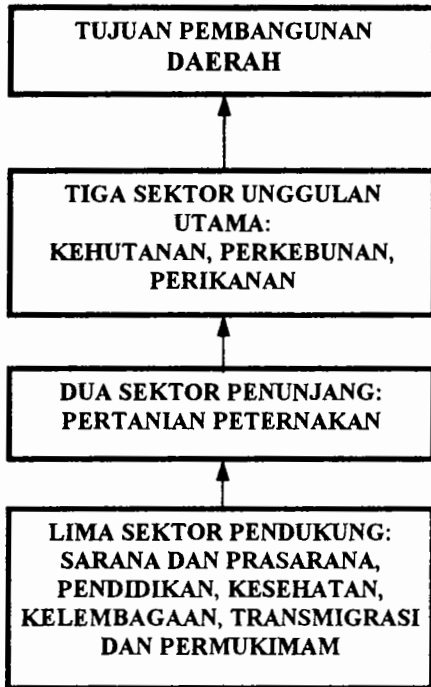 TUJUAN PEMBANGUNAN
DAERAH
TIGA SEKTOR UNGGULAN
UTAMA:
KEHUTANAN, PERKEBUNAN,
PERIKANAN
DUA SEKTOR PENUNJANG:
PERTANIAN PETERNAKAN
LIMA SEKTOR PENDUKUNG:
SARANA DAN PRASARANA,
PENDIDIKAN, KESEHATAN,
KELEMBAGAAN, TRANSMIGRASI
DAN PERMUKIMAM